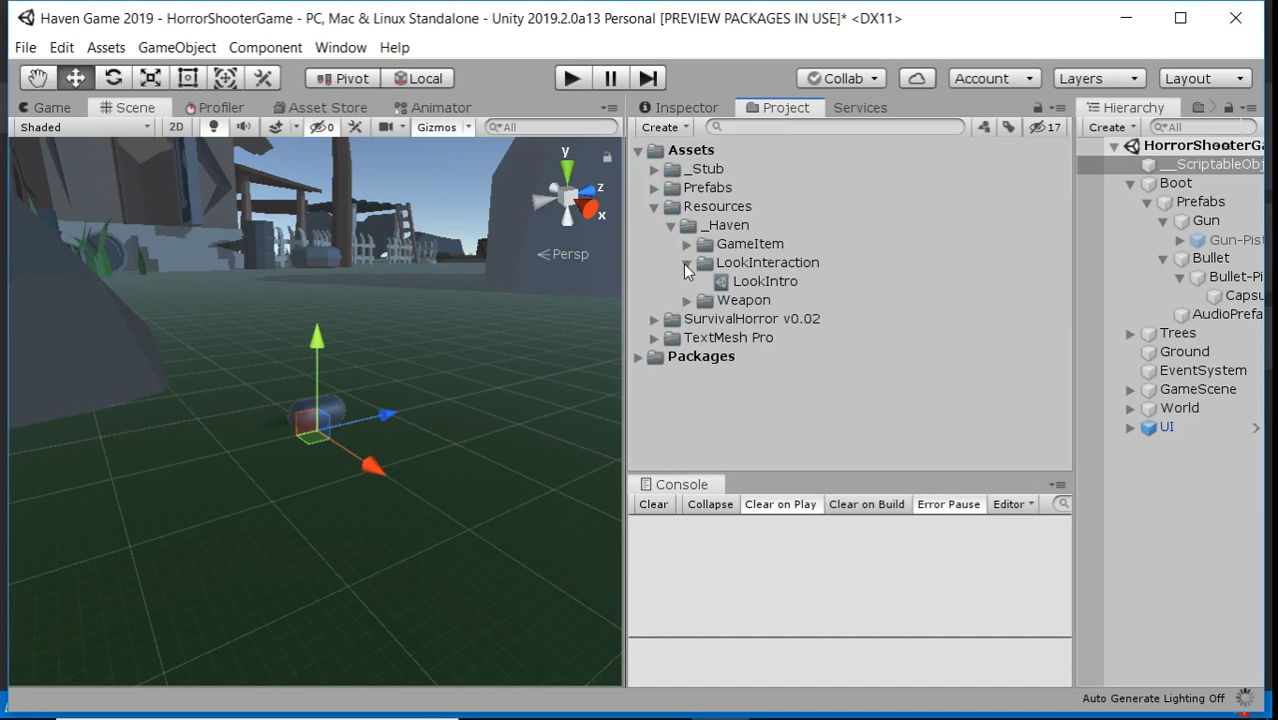 Haven Game 2019 - HorrorShooterGame - PC, Mac & Linux Standalone - Unity 2019.2.0a13 Personal [PREVIEW PACKAGES IN USE]* <DX11>
File Edit Assets GameObject Component Window Help
Pivot Local Collab Account Layers Layout
Game Scene Profiler Asset Store Animator Inspector Project Services Hierarchy
Shaded 2D 0 Gizmos All Create 17 Create All
y
z
x
Persp
Assets
_Stub
Prefabs
Resources
_Haven
GameItem
LookInteraction
LookIntro
Weapon
SurvivalHorror v0.02
TextMesh Pro
Packages
HorrorShooterGa
__ScriptableObj
Boot
Prefabs
Gun
Gun-Pist
Bullet
Bullet-Pi
Capsu
AudioPrefa
Trees
Ground
EventSystem
GameScene
World
UI
Console
Clear Collapse Clear on Play Clear on Build Error Pause Editor
Auto Generate Lighting Off